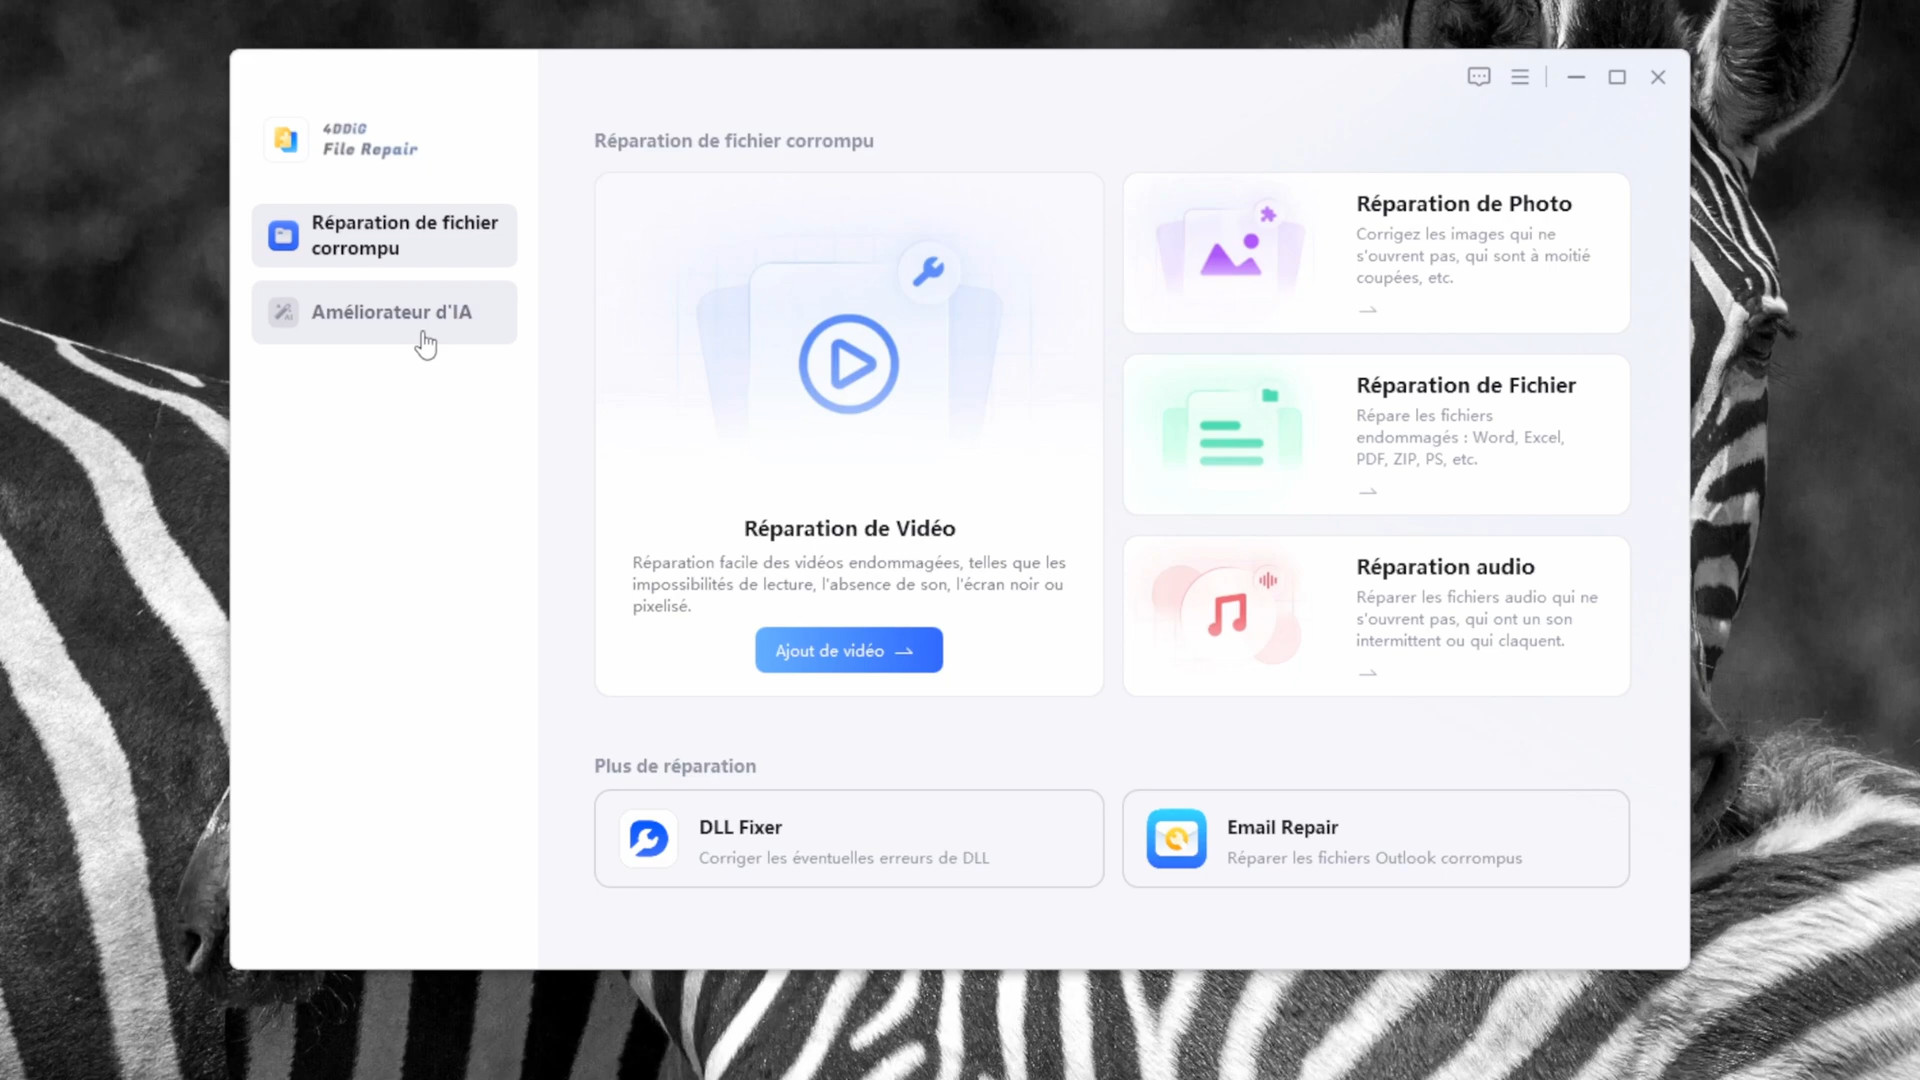 4DDiG
File Repair
Réparation de fichier
corrompu
Améliorateur d'IA
Réparation de fichier corrompu
Réparation de Vidéo
Réparation facile des vidéos endommagées, telles que les
impossibilités de lecture, l'absence de son, l'écran noir ou
pixelisé.
Ajout de vidéo
Réparation de Photo
Corrigez les images qui ne
s'ouvrent pas, qui sont à moitié
coupées, etc.
Réparation de Fichier
Répare les fichiers
endommagés : Word, Excel,
PDF, ZIP, PS, etc.
Réparation audio
Réparer les fichiers audio qui ne
s'ouvrent pas, qui ont un son
intermittent ou qui claquent.
Plus de réparation
DLL Fixer
Corriger les éventuelles erreurs de DLL
Email Repair
Réparer les fichiers Outlook corrompus